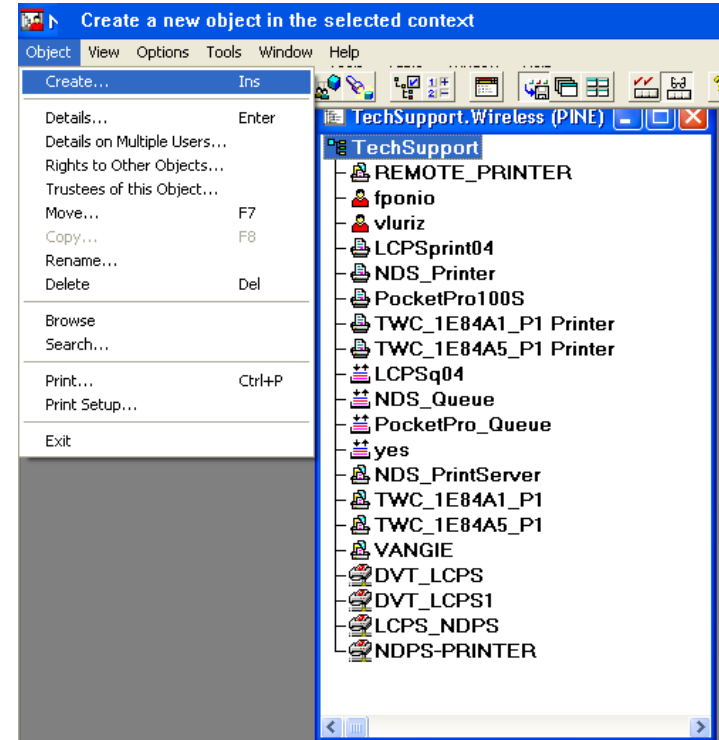 Create a new object in the selected context
Object View Options Tools Window Help
Create... Ins
Details... Enter
Details on Multiple Users...
Rights to Other Objects...
Trustees of this Object...
Move... F7
Copy... F8
Rename...
Delete Del
Browse
Search...
Print... Ctrl+P
Print Setup...
Exit
TechSupport.Wireless (PINE)
TechSupport
REMOTE_PRINTER
fponio
vluriz
LCPSprint04
NDS_Printer
PocketPro100S
TWC_1E84A1_P1 Printer
TWC_1E84A5_P1 Printer
LCPSq04
NDS_Queue
PocketPro_Queue
yes
NDS_PrintServer
TWC_1E84A1_P1
TWC_1E84A5_P1
VANGIE
DVT_LCPS
DVT_LCPS1
LCPS_NDPS
NDPS-PRINTER